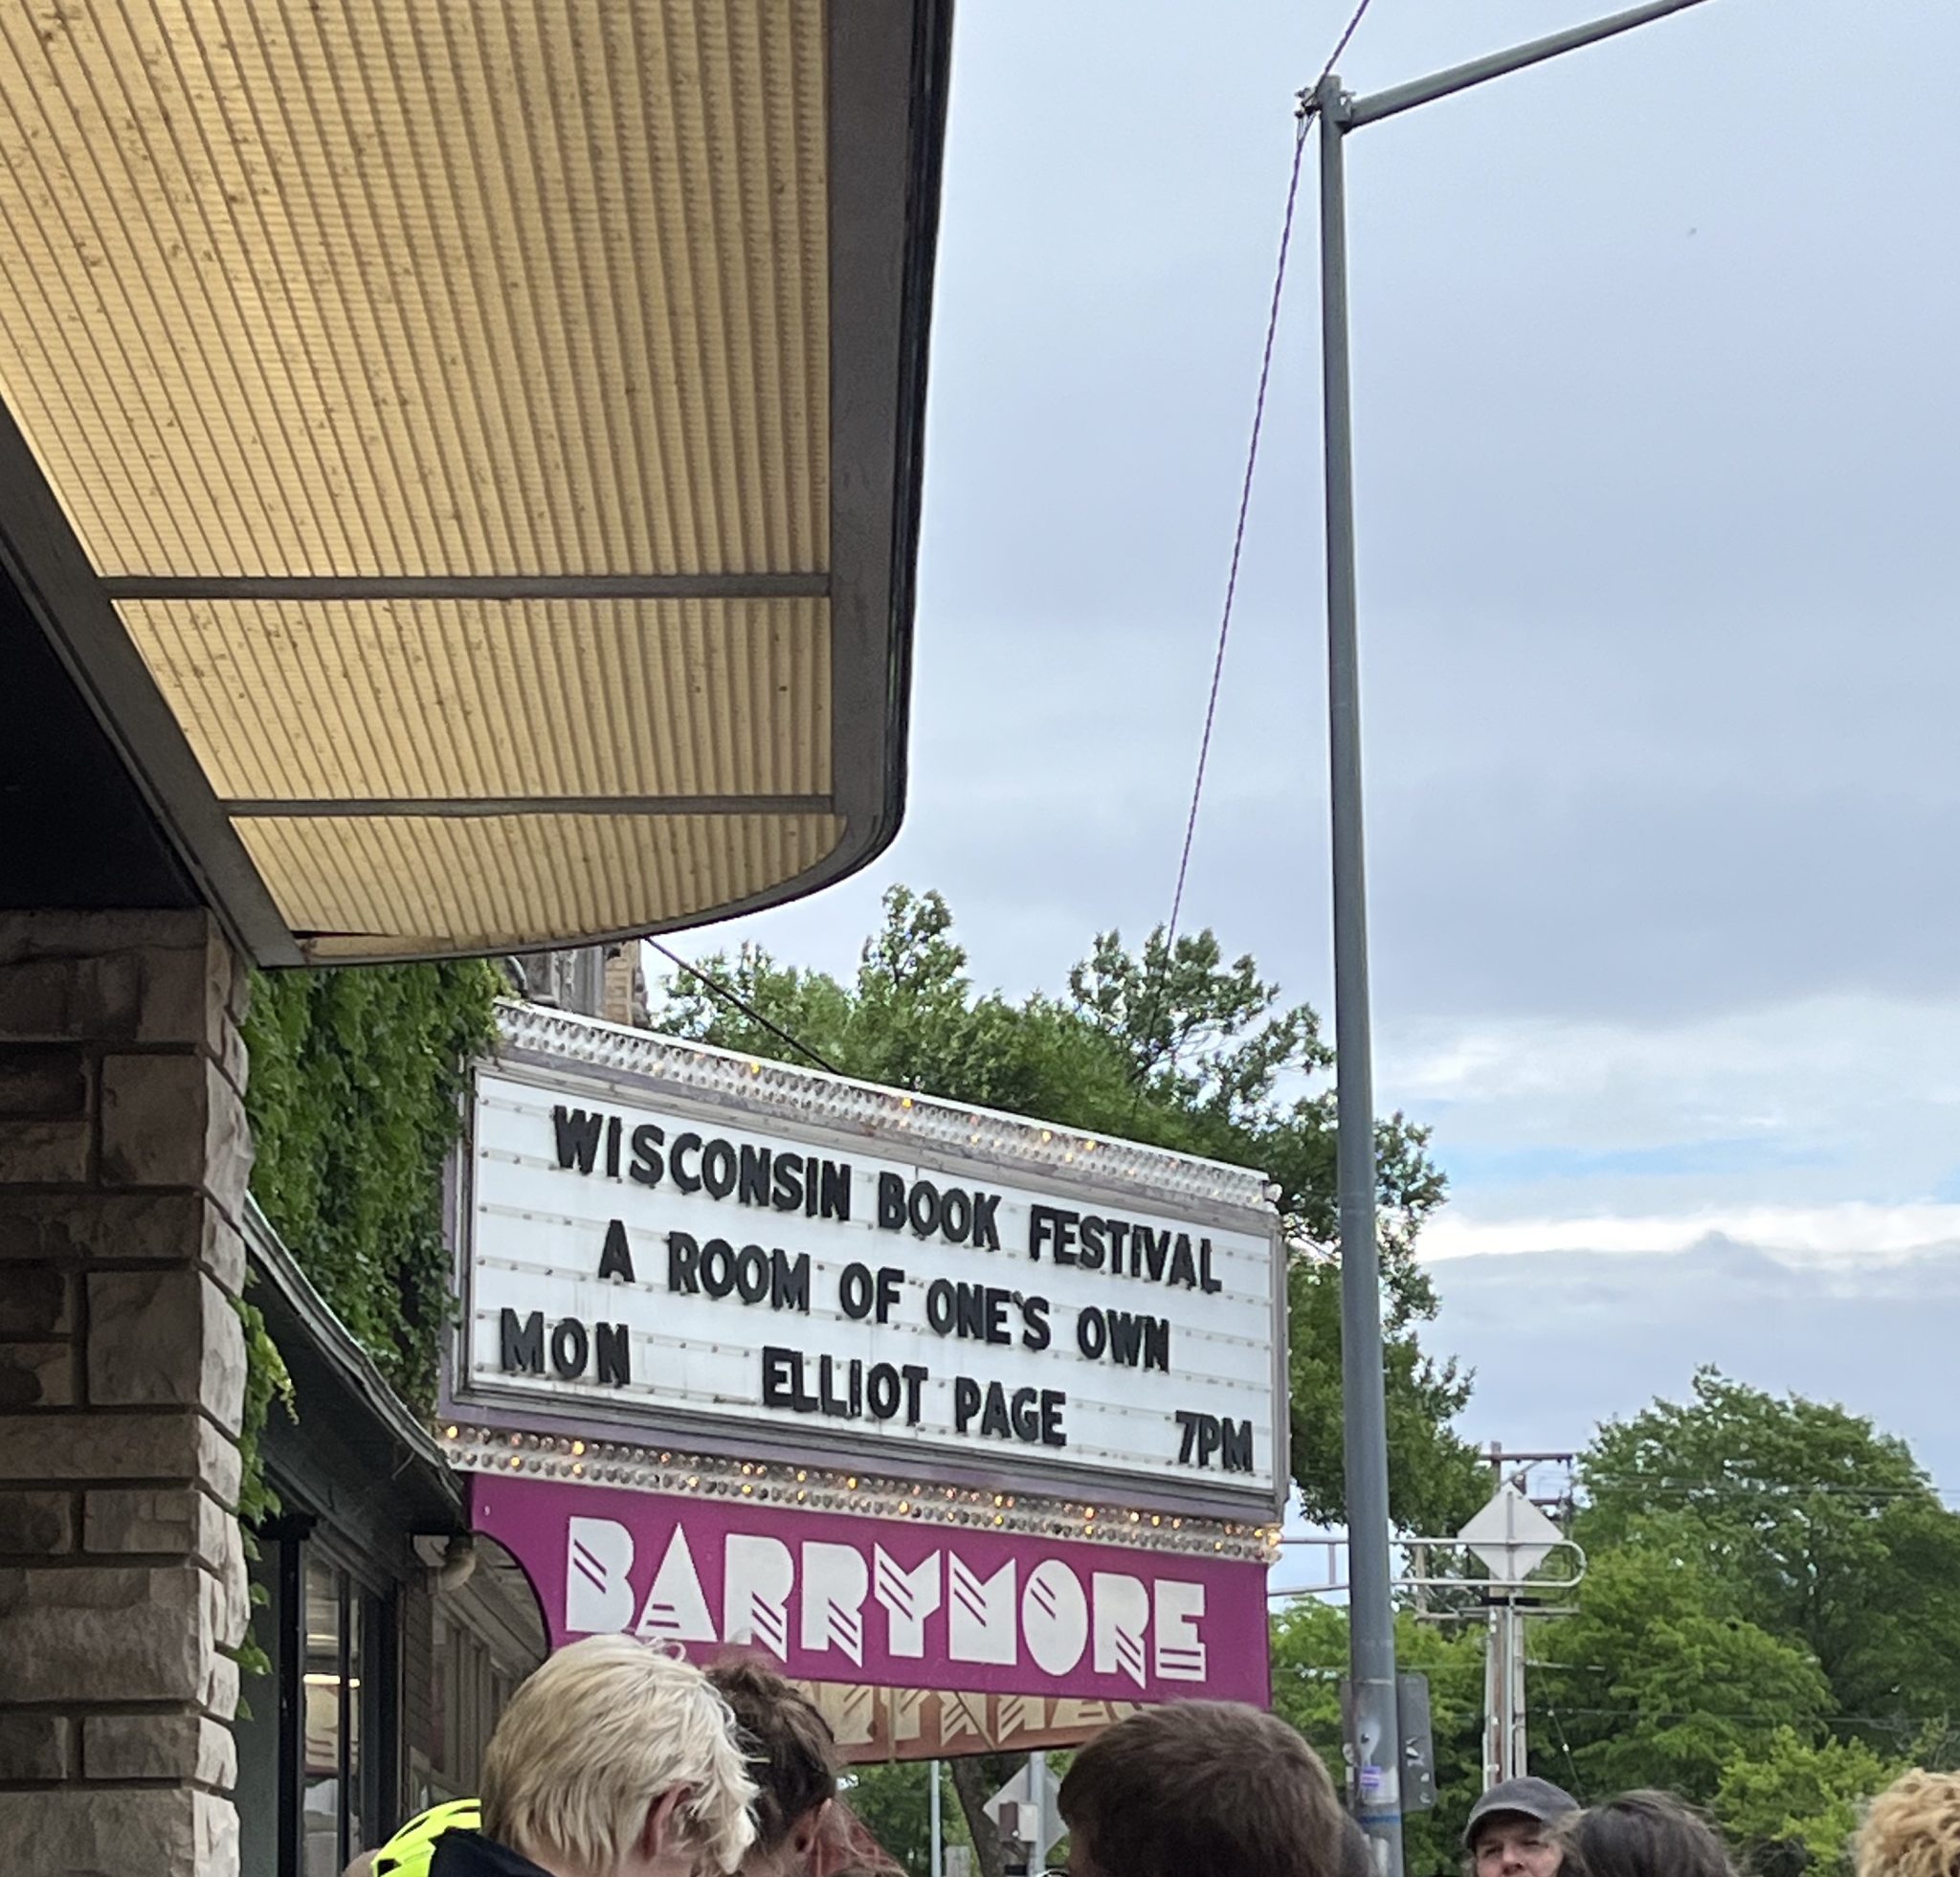 WISCONSIN BOOK FESTIVAL
A ROOM OF ONE'S OWN
MON ELLIOT PAGE 7PM
BARRYMORE